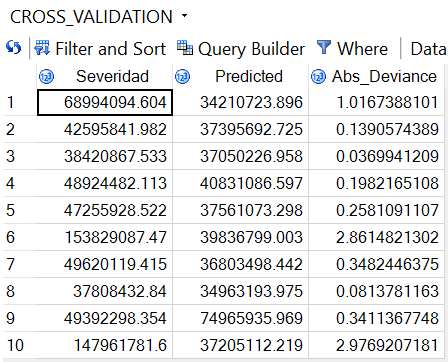 CROSS_VALIDATION
Filter and Sort Query Builder Where Data
Severidad Predicted Abs_Deviance
1 68994094.604 34210723.896 1.0167388101
2 42595841.982 37395692.725 0.1390574389
3 38420867.533 37050226.958 0.0369941209
4 48924482.113 40831086.597 0.1982165108
5 47255928.522 37561073.298 0.2581091107
6 153829087.47 39836799.003 2.8614821302
7 49620119.415 36803498.442 0.3482446375
8 37808432.84 34963193.975 0.0813781163
9 49392298.354 74965935.969 0.3411367748
10 147961781.6 37205112.219 2.9769207181